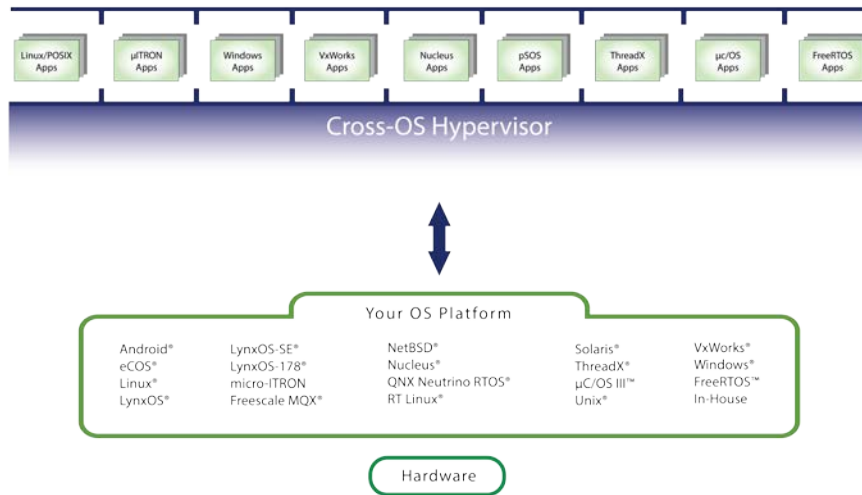 Linux/POSIX
Apps
µITRON
Apps
Windows
Apps
VxWorks
Apps
Nucleus
Apps
pSOS
Apps
ThreadX
Apps
µc/OS
Apps
FreeRTOS
Apps
Cross-OS Hypervisor
Your OS Platform
Android®
eCOS®
Linux®
LynxOS®
LynxOS-SE®
LynxOS-178®
micro-ITRON
Freescale MQX®
NetBSD®
Nucleus®
QNX Neutrino RTOS®
RT Linux®
Solaris®
ThreadX®
µC/OS III™
Unix®
VxWorks®
Windows®
FreeRTOS™
In-House
Hardware